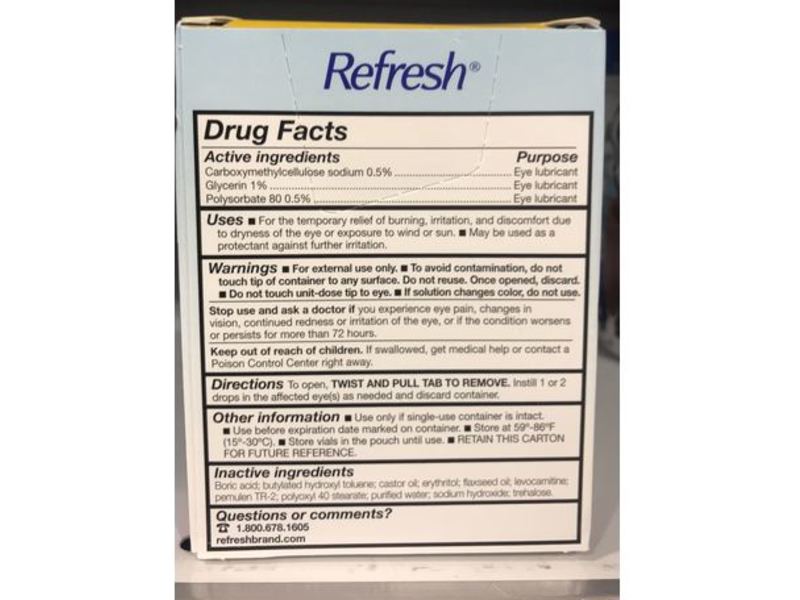 Refresh®
Drug Facts
Active ingredients Purpose
Carboxymethylcellulose sodium 0.5% ........................ Eye lubricant
Glycerin 1% ........................ Eye lubricant
Polysorbate 80 0.5% ........................ Eye lubricant
Uses ■ For the temporary relief of burning, irritation, and discomfort due
to dryness of the eye or exposure to wind or sun. ■ May be used as a
protectant against further irritation.
Warnings ■ For external use only. ■ To avoid contamination, do not
touch tip of container to any surface. Do not reuse. Once opened, discard.
■ Do not touch unit-dose tip to eye. ■ If solution changes color, do not use.
Stop use and ask a doctor if you experience eye pain, changes in
vision, continued redness or irritation of the eye, or if the condition worsens
or persists for more than 72 hours.
Keep out of reach of children. If swallowed, get medical help or contact a
Poison Control Center right away.
Directions To open, TWIST AND PULL TAB TO REMOVE. Instill 1 or 2
drops in the affected eye(s) as needed and discard container.
Other information ■ Use only if single-use container is intact.
■ Use before expiration date marked on container. ■ Store at 59°-86°F
(15°-30°C). ■ Store vials in the pouch until use. ■ RETAIN THIS CARTON
FOR FUTURE REFERENCE.
Inactive ingredients
Boric acid; butylated hydroxyl toluene; castor oil; erythritol; flaxseed oil; levocarnitine;
pemulen TR-2; polyoxyl 40 stearate; purified water; sodium hydroxide; trehalose.
Questions or comments?
☎ 1.800.678.1605
refreshbrand.com